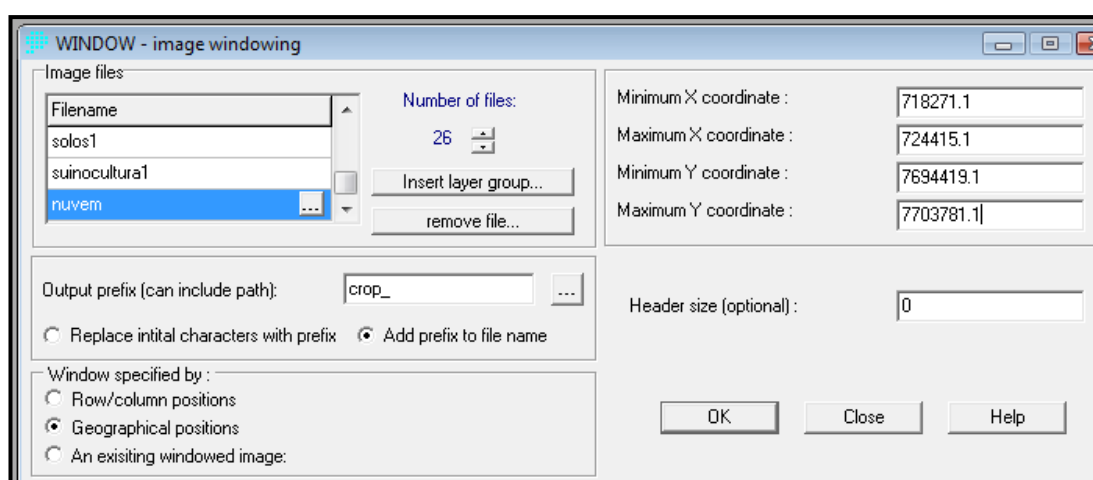 WINDOW - image windowing
Image files
Filename
solos1
suinocultura1
nuvem
...
Number of files:
26
Insert layer group...
remove file...
Minimum X coordinate :
718271.1
Maximum X coordinate :
724415.1
Minimum Y coordinate :
7694419.1
Maximum Y coordinate :
7703781.1
Output prefix (can include path):
crop_
...
Replace intital characters with prefix
Add prefix to file name
Header size (optional) :
0
Window specified by :
Row/column positions
Geographical positions
An exisiting windowed image:
OK
Close
Help